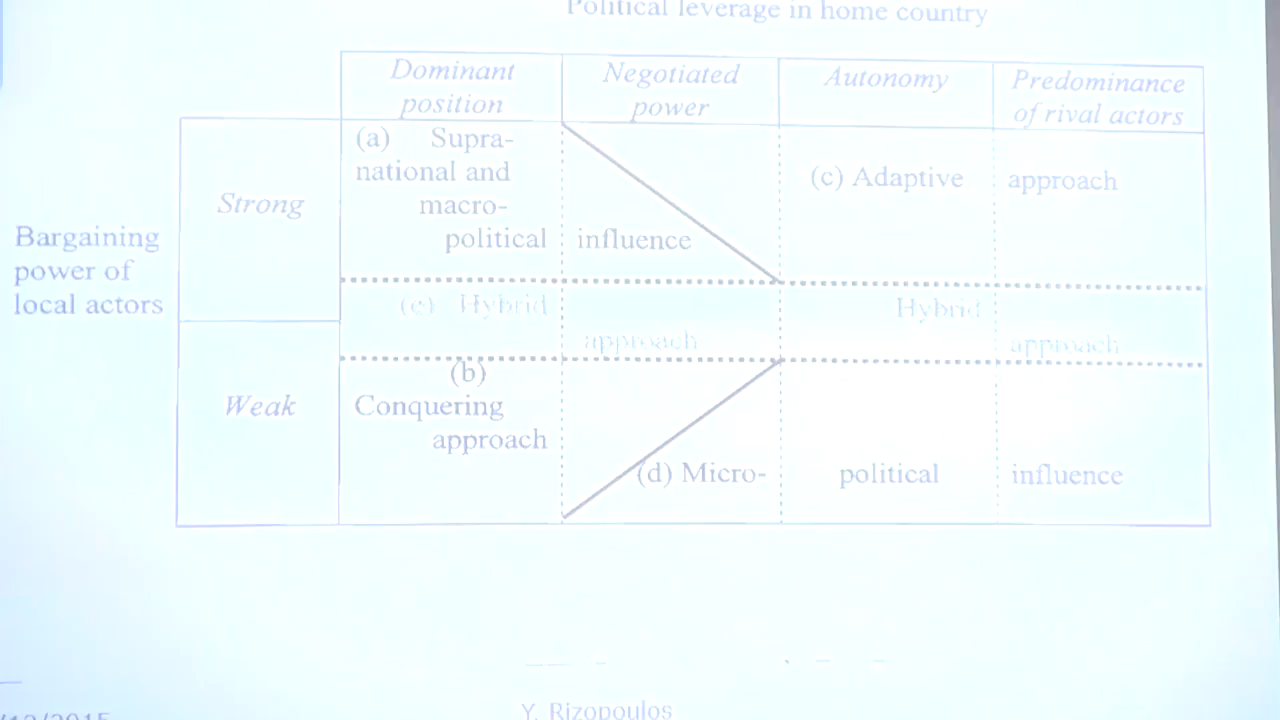 Political leverage in home country
Dominant position
Negotiated power
Autonomy
Predominance of rival actors
Bargaining power of local actors
Strong
(a) Supra-
national and
macro-
political influence
(c) Adaptive approach
(e) Hybrid approach
Hybrid approach
Weak
(b)
Conquering
approach
(d) Micro- political influence
Y. Rizopoulos